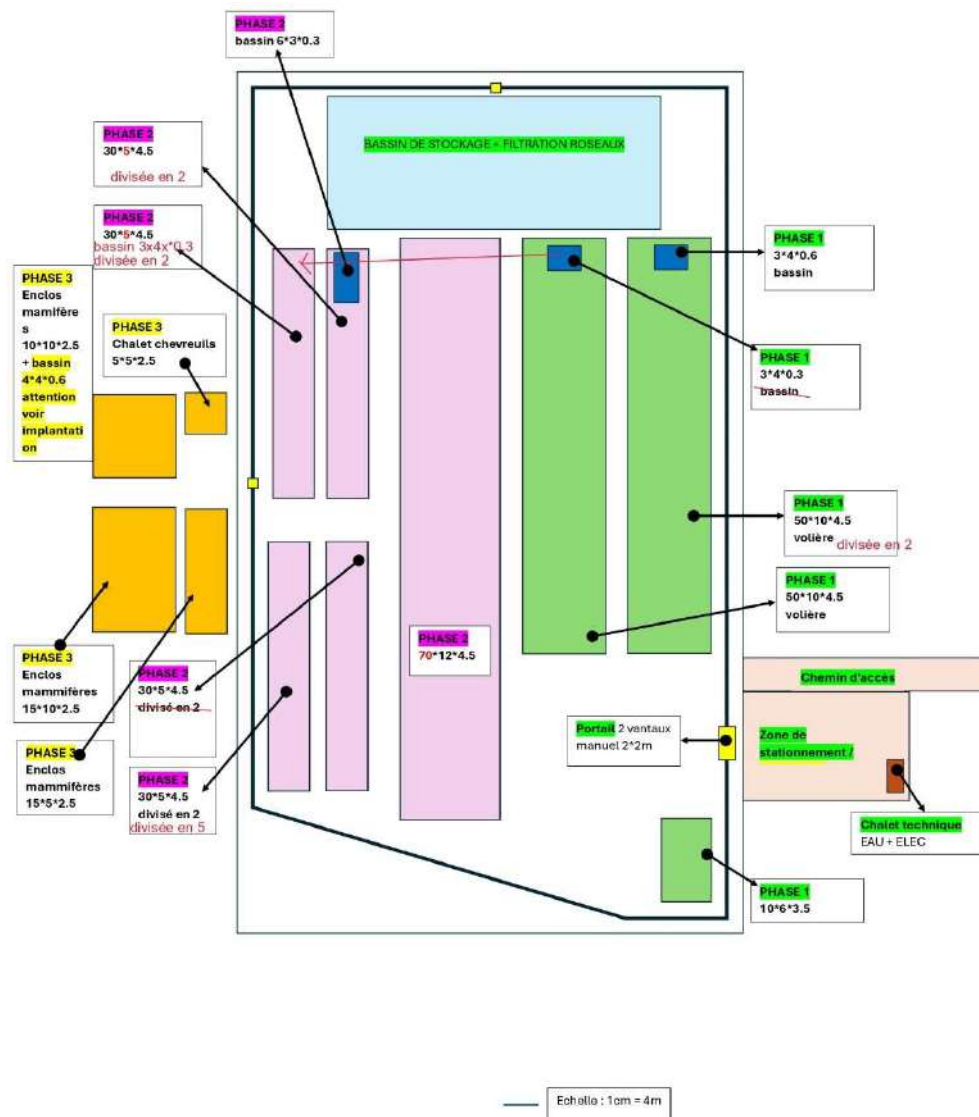 PHASE 2
bassin 6*3*0.3
PHASE 2
30*5*4.5
divisée en 2
BASSIN DE STOCKAGE + FILTRATION ROSEAUX
PHASE 2
30*5*4.5
bassin 3x4x*0.3
divisée en 2
PHASE 1
3*4*0.6
bassin
PHASE 3
Enclos
mamifère
s
10*10*2.5
+ bassin
4*4*0.6
attention
voir
implantati
on
PHASE 3
Chalet chevreuils
5*5*2.5
PHASE 1
3*4*0.3
bassin
PHASE 1
50*10*4.5
volière
divisée en 2
PHASE 1
50*10*4.5
volière
PHASE 2
70*12*4.5
PHASE 3
Enclos
mammifères
15*10*2.5
PHASE 2
30*5*4.5
divisé en 2
Chemin d'accès
Portail 2 vantaux
manuel 2*2m
Zone de
stationnement /
PHASE 3
Enclos
mammifères
15*5*2.5
PHASE 2
30*5*4.5
divisé en 2
divisée en 5
Chalet technique
EAU + ELEC
PHASE 1
10*6*3.5
Echelle : 1cm = 4m